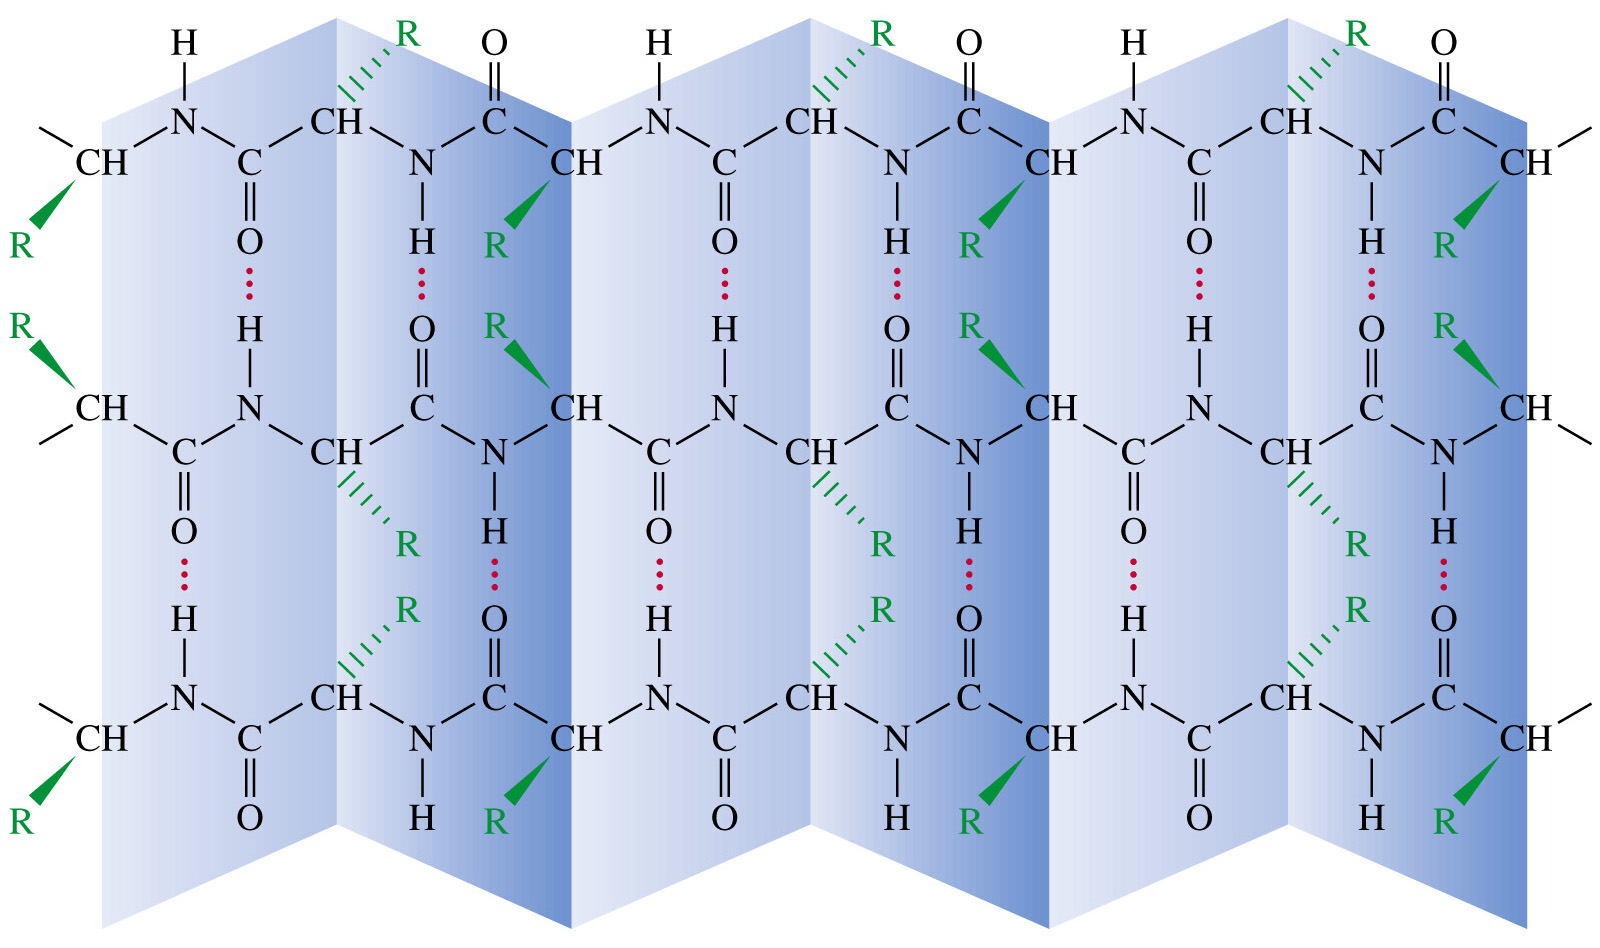 H R O H R O H R O
N CH C N CH C N CH C
CH C N CH C N CH C N CH
R O H R O H R O H R
R H O R H O R H O R
CH N C CH N C CH N C CH
C CH N C CH N C CH N
O R H O R H O R H
H R O H R O H R O
N CH C N CH C N CH C
CH C N CH C N CH C N CH
R O H R O H R O H R